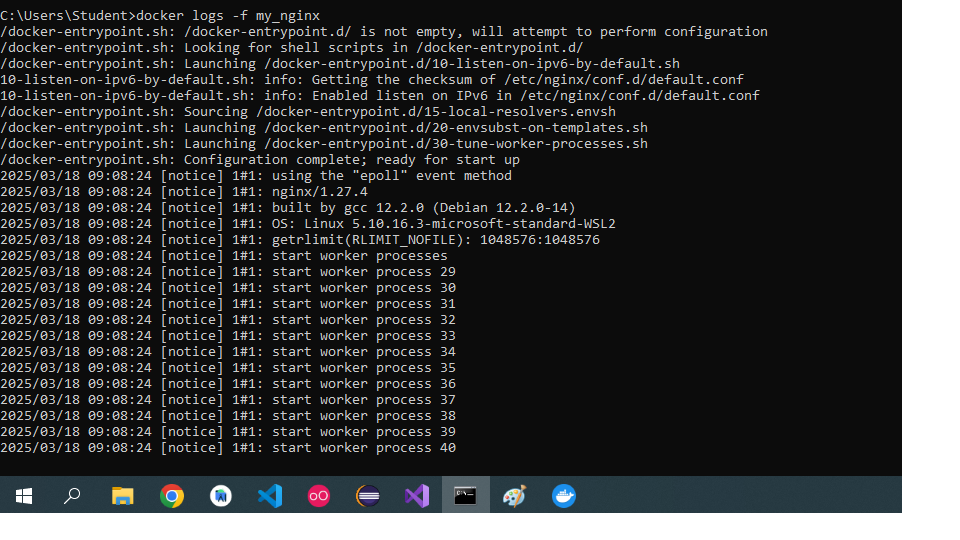 C:\Users\Student>docker logs -f my_nginx
/docker-entrypoint.sh: /docker-entrypoint.d/ is not empty, will attempt to perform configuration
/docker-entrypoint.sh: Looking for shell scripts in /docker-entrypoint.d/
/docker-entrypoint.sh: Launching /docker-entrypoint.d/10-listen-on-ipv6-by-default.sh
10-listen-on-ipv6-by-default.sh: info: Getting the checksum of /etc/nginx/conf.d/default.conf
10-listen-on-ipv6-by-default.sh: info: Enabled listen on IPv6 in /etc/nginx/conf.d/default.conf
/docker-entrypoint.sh: Sourcing /docker-entrypoint.d/15-local-resolvers.envsh
/docker-entrypoint.sh: Launching /docker-entrypoint.d/20-envsubst-on-templates.sh
/docker-entrypoint.sh: Launching /docker-entrypoint.d/30-tune-worker-processes.sh
/docker-entrypoint.sh: Configuration complete; ready for start up
2025/03/18 09:08:24 [notice] 1#1: using the "epoll" event method
2025/03/18 09:08:24 [notice] 1#1: nginx/1.27.4
2025/03/18 09:08:24 [notice] 1#1: built by gcc 12.2.0 (Debian 12.2.0-14)
2025/03/18 09:08:24 [notice] 1#1: OS: Linux 5.10.16.3-microsoft-standard-WSL2
2025/03/18 09:08:24 [notice] 1#1: getrlimit(RLIMIT_NOFILE): 1048576:1048576
2025/03/18 09:08:24 [notice] 1#1: start worker processes
2025/03/18 09:08:24 [notice] 1#1: start worker process 29
2025/03/18 09:08:24 [notice] 1#1: start worker process 30
2025/03/18 09:08:24 [notice] 1#1: start worker process 31
2025/03/18 09:08:24 [notice] 1#1: start worker process 32
2025/03/18 09:08:24 [notice] 1#1: start worker process 33
2025/03/18 09:08:24 [notice] 1#1: start worker process 34
2025/03/18 09:08:24 [notice] 1#1: start worker process 35
2025/03/18 09:08:24 [notice] 1#1: start worker process 36
2025/03/18 09:08:24 [notice] 1#1: start worker process 37
2025/03/18 09:08:24 [notice] 1#1: start worker process 38
2025/03/18 09:08:24 [notice] 1#1: start worker process 39
2025/03/18 09:08:24 [notice] 1#1: start worker process 40